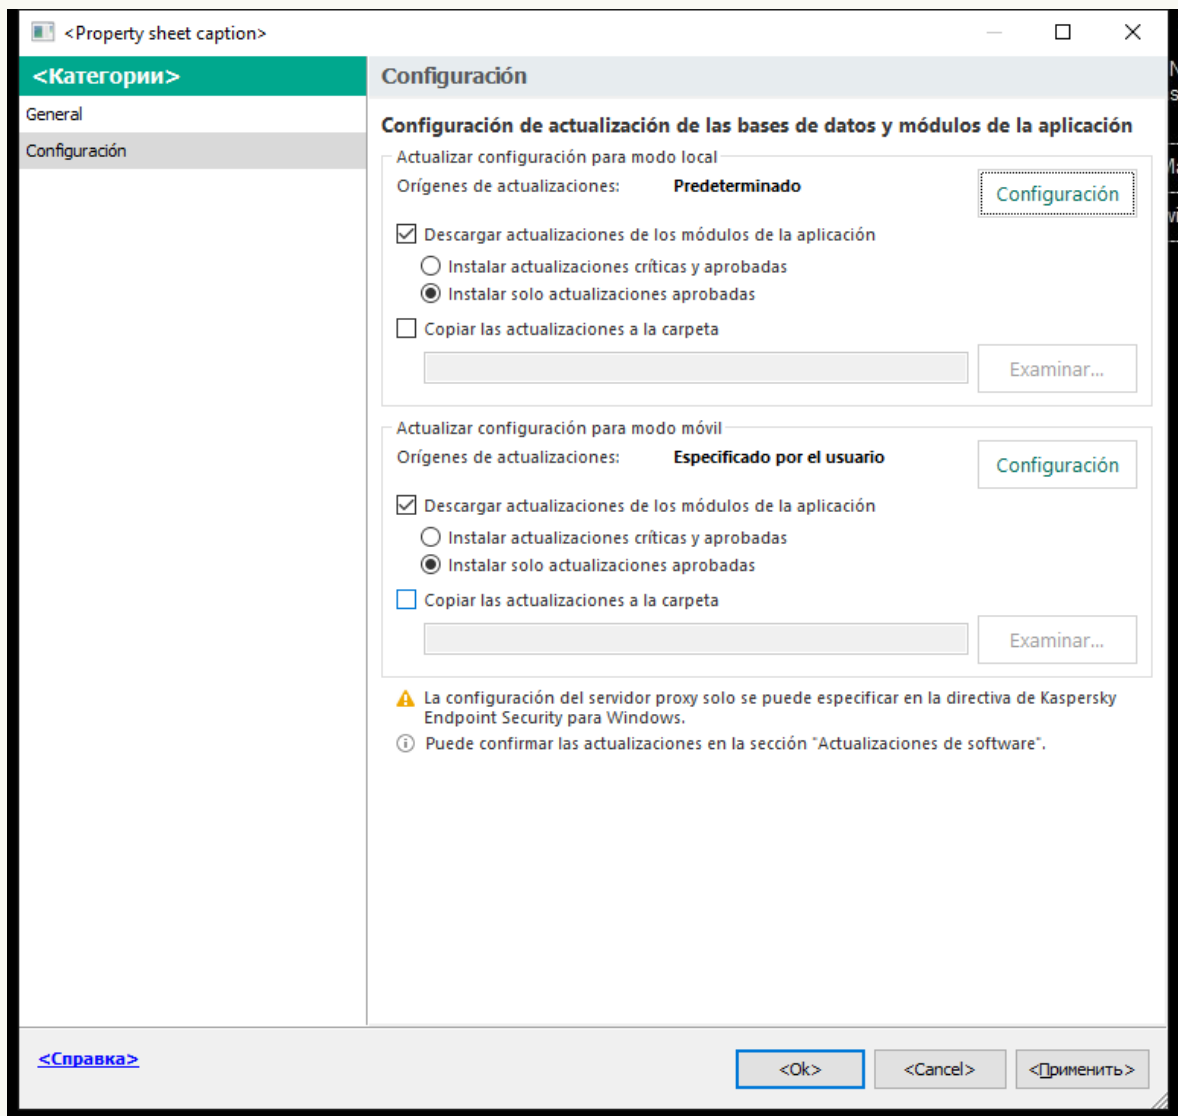 <Property sheet caption>
<Категории>
General
Configuración
Configuración
Configuración de actualización de las bases de datos y módulos de la aplicación
Actualizar configuración para modo local
Orígenes de actualizaciones: Predeterminado
Configuración
Descargar actualizaciones de los módulos de la aplicación
Instalar actualizaciones críticas y aprobadas
Instalar solo actualizaciones aprobadas
Copiar las actualizaciones a la carpeta
Examinar...
Actualizar configuración para modo móvil
Orígenes de actualizaciones: Especificado por el usuario
Configuración
Descargar actualizaciones de los módulos de la aplicación
Instalar actualizaciones críticas y aprobadas
Instalar solo actualizaciones aprobadas
Copiar las actualizaciones a la carpeta
Examinar...
La configuración del servidor proxy solo se puede especificar en la directiva de Kaspersky
Endpoint Security para Windows.
Puede confirmar las actualizaciones en la sección "Actualizaciones de software".
<Справка>
<Ok>
<Cancel>
<Применить>